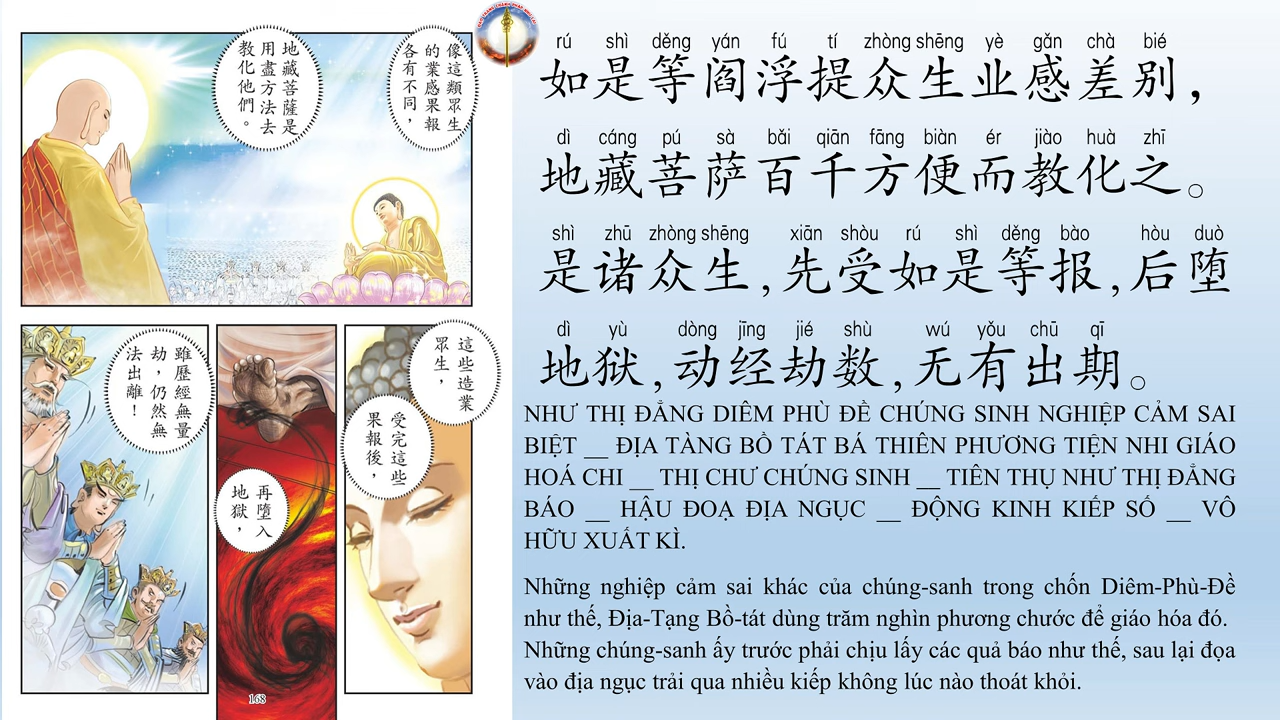 像這類眾生
的業感果報
各有不同，
地藏菩薩是
用盡方法去
教化他們。
這些造業
眾生，
受完這些
果報後，
再墮入
地獄，
雖歷經無量
劫，仍然無
法出離！
168
rú shì děng yán fú tí zhòng shēng yè gǎn chà bié
如是等阎浮提众生业感差别，
dì cáng pú sà bǎi qiān fāng biàn ér jiào huà zhī
地藏菩萨百千方便而教化之。
shì zhū zhòng shēng xiān shòu rú shì děng bào hòu duò
是诸众生，先受如是等报，后堕
dì yù dòng jīng jié shù wú yǒu chū qī
地狱，动经劫数，无有出期。
NHƯ THỊ ĐẲNG DIÊM PHÙ ĐỀ CHÚNG SINH NGHIỆP CẢM SAI
BIỆT __ ĐỊA TÀNG BỒ TÁT BÁ THIÊN PHƯƠNG TIỆN NHI GIÁO
HOÁ CHI __ THỊ CHƯ CHÚNG SINH __ TIÊN THỤ NHƯ THỊ ĐẲNG
BÁO __ HẬU ĐOẠ ĐỊA NGỤC __ ĐỘNG KINH KIẾP SỐ __ VÔ
HỮU XUẤT KÌ.
Những nghiệp cảm sai khác của chúng-sanh trong chốn Diêm-Phù-Đề
như thế, Địa-Tạng Bồ-tát dùng trăm nghìn phương chước để giáo hóa đó.
Những chúng-sanh ấy trước phải chịu lấy các quả báo như thế, sau lại đọa
vào địa ngục trải qua nhiều kiếp không lúc nào thoát khỏi.